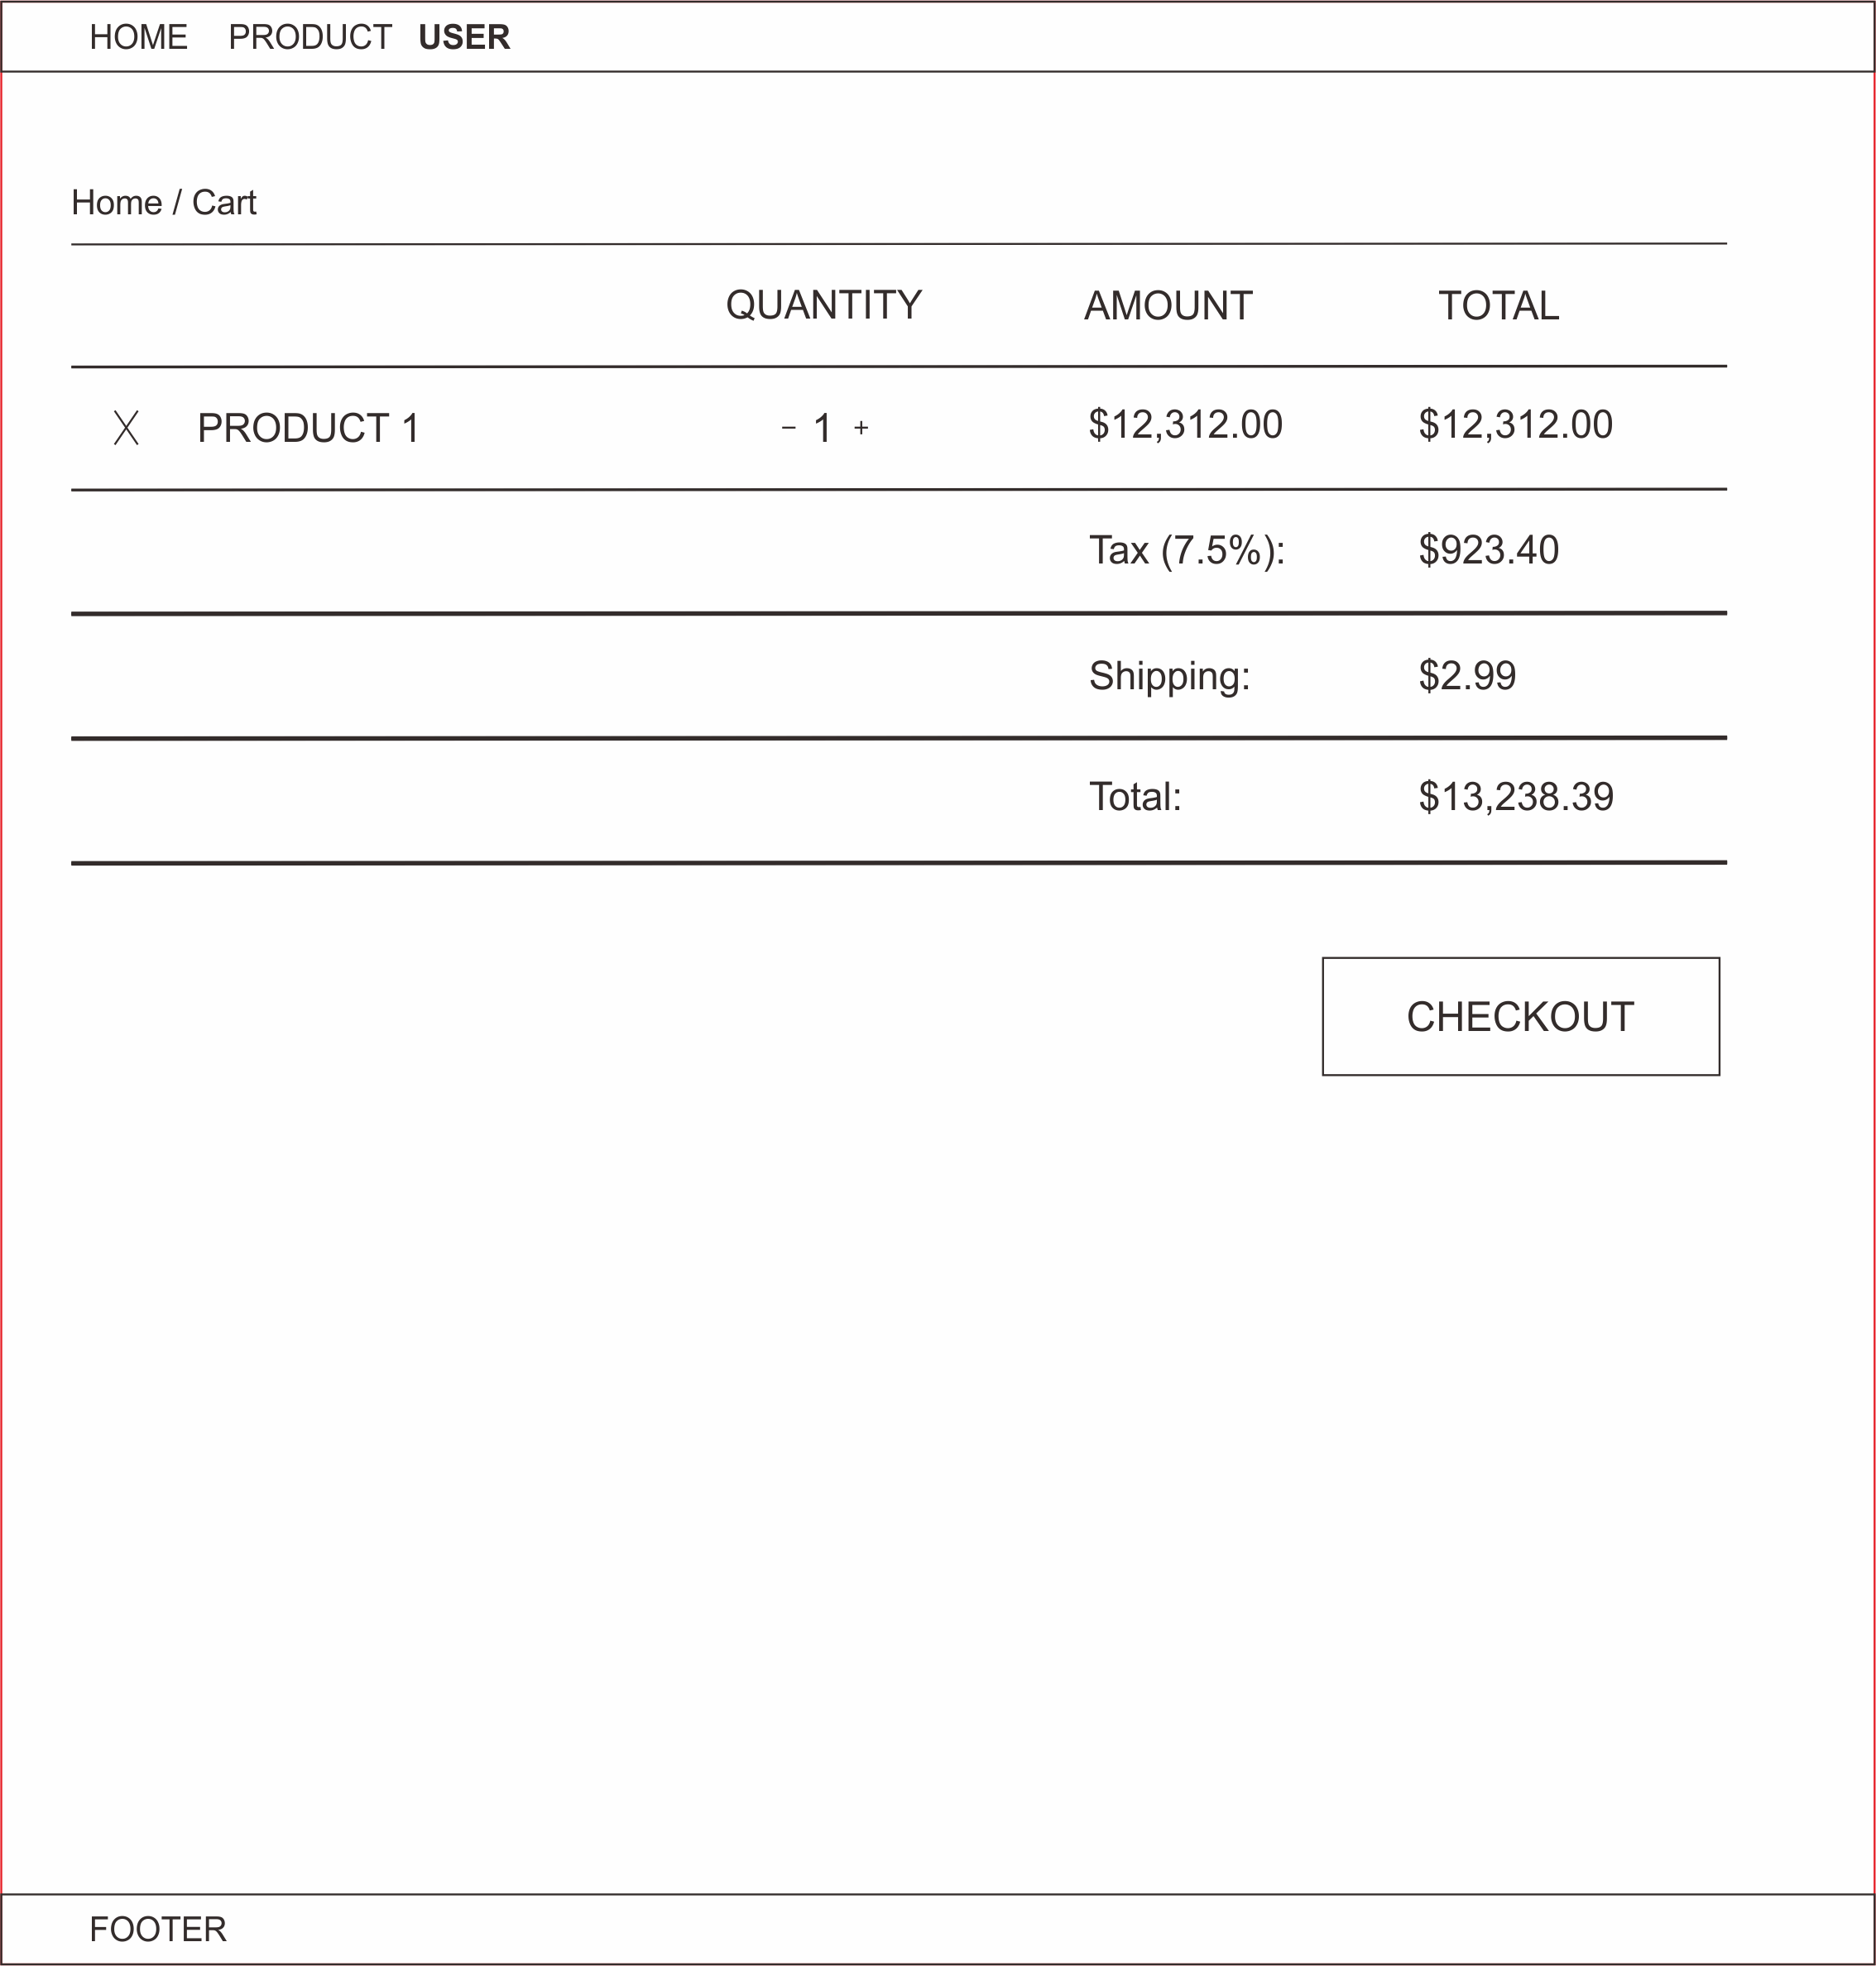 HOME PRODUCT USER
Home / Cart
QUANTITY AMOUNT TOTAL
X PRODUCT 1 - 1 + $12,312.00 $12,312.00
Tax (7.5%): $923.40
Shipping: $2.99
Total: $13,238.39
CHECKOUT
FOOTER